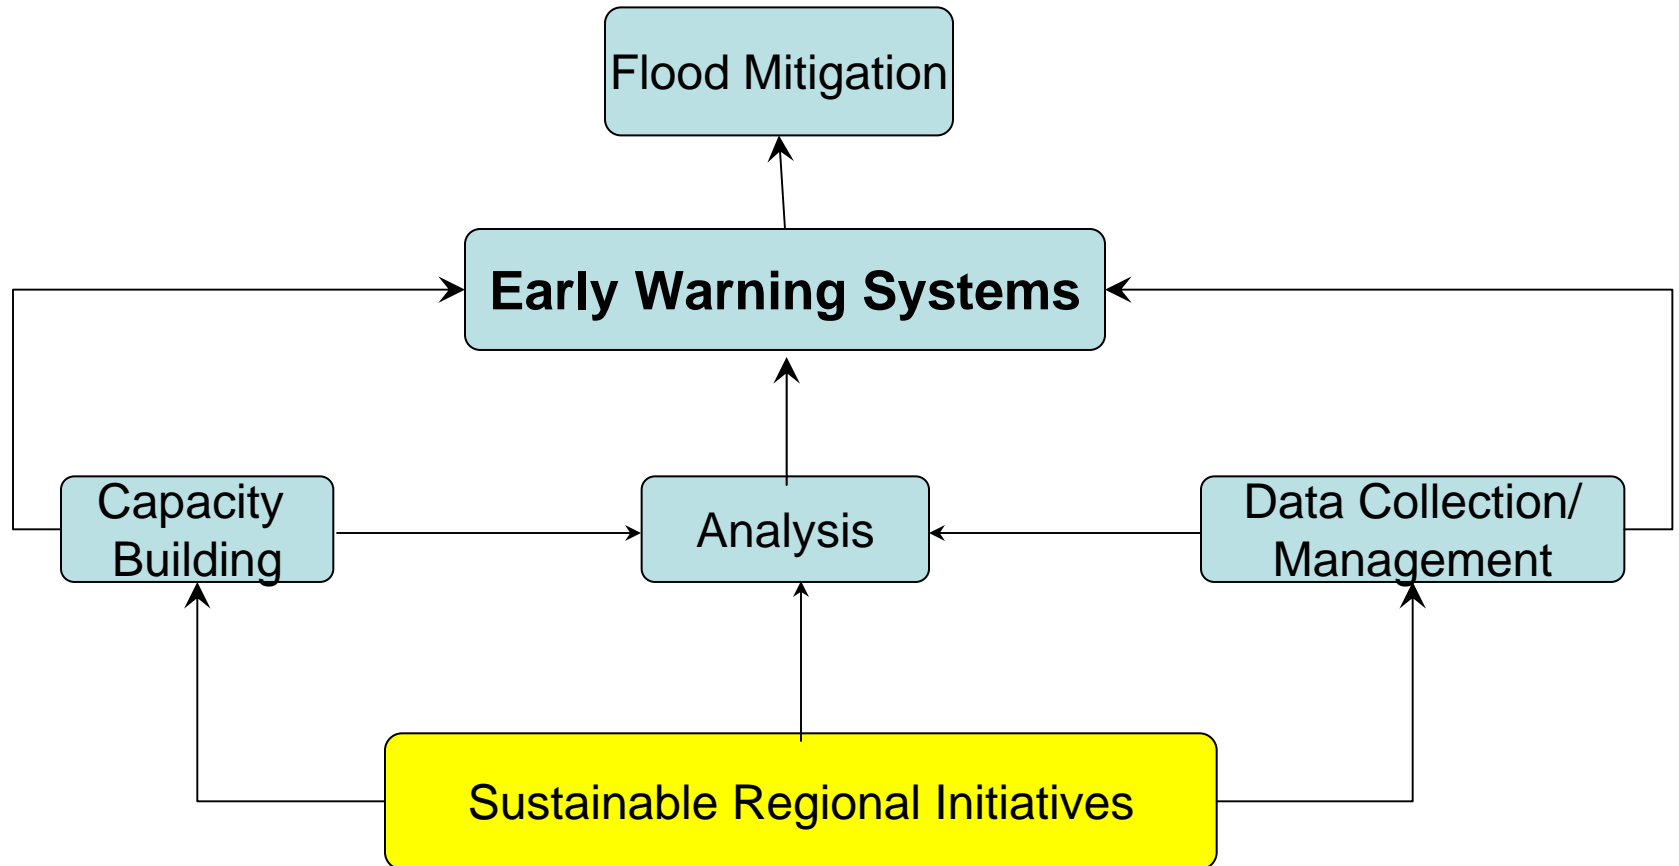 Flood Mitigation
Early Warning Systems
Capacity
Building
Analysis
Data Collection/
Management
Sustainable Regional Initiatives